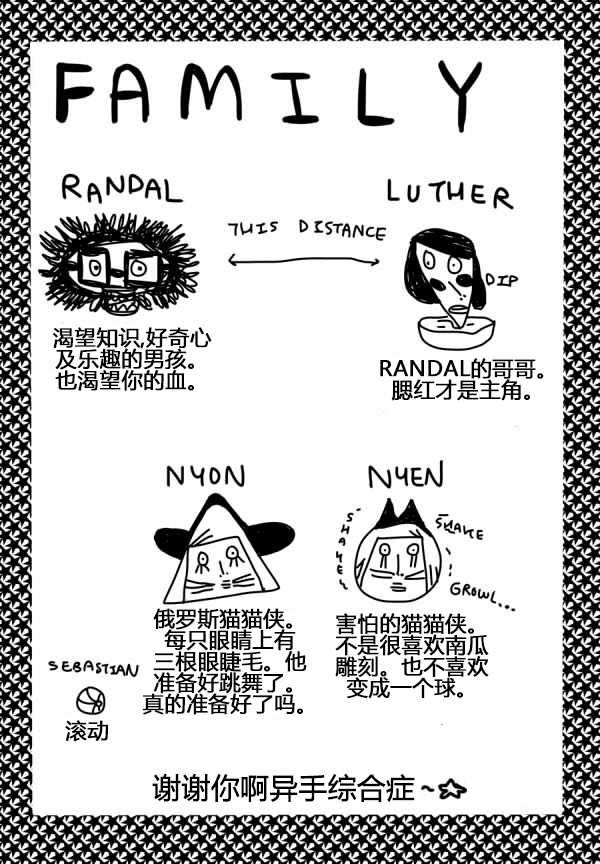 FAMILY
RANDAL
LUTHER
THIS DISTANCE
DIP
渴望知识,好奇心
及乐趣的男孩。
也渴望你的血。
RANDAL的哥哥。
腮红才是主角。
NYON
NYEN
SHAKE
SHAKE
GROWL...
俄罗斯猫猫侠。
每只眼睛上有
三根眼睫毛。他
准备好跳舞了。
真的准备好了吗。
害怕的猫猫侠。
不是很喜欢南瓜
雕刻。也不喜欢
变成一个球。
SEBASTIAN
滚动
谢谢你啊异手综合症~☆